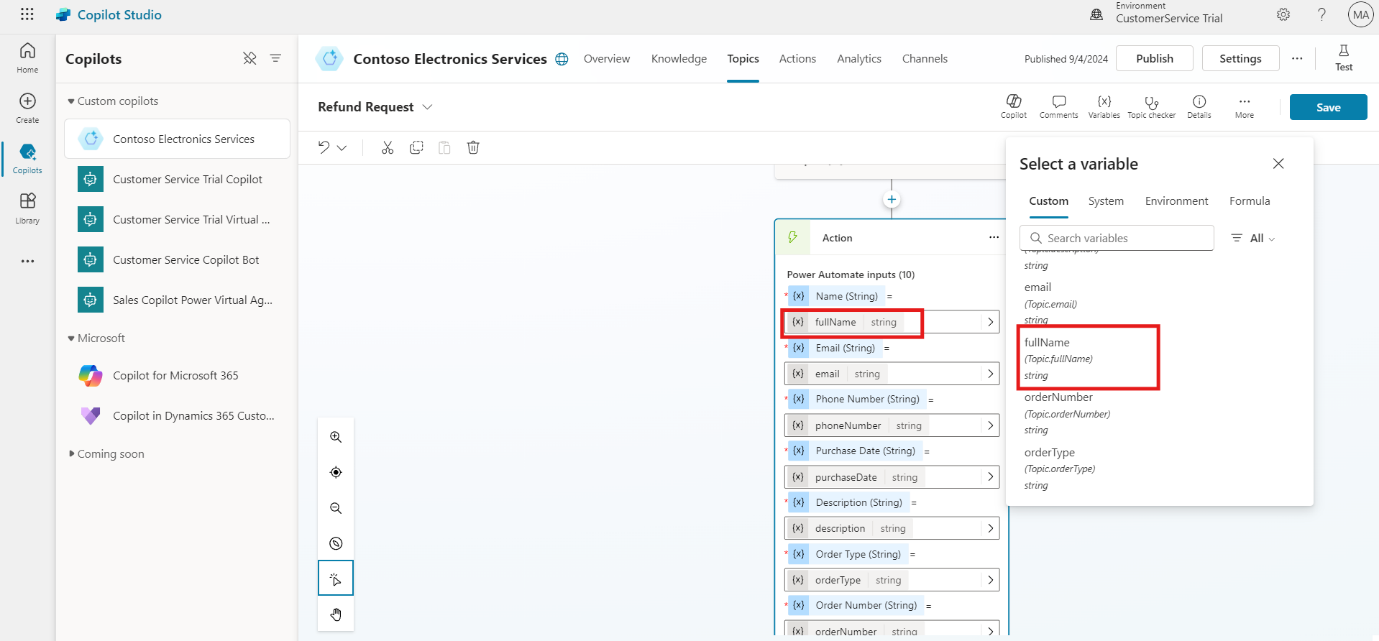 Copilot Studio
Environment
CustomerService Trial
? MA
Home
Create
Copilots
Library
Copilots
Custom copilots
Contoso Electronics Services
Customer Service Trial Copilot
Customer Service Trial Virtual ...
Customer Service Copilot Bot
Sales Copilot Power Virtual Ag...
Microsoft
Copilot for Microsoft 365
Copilot in Dynamics 365 Custo...
Coming soon
Contoso Electronics Services Overview Knowledge Topics Actions Analytics Channels Published 9/4/2024 Publish Settings ... Test
Refund Request
Copilot Comments Variables Topic checker Details More Save
Action ...
Power Automate inputs (10)
* {x} Name (String) =
{x} fullName string
* {x} Email (String) =
{x} email string
* {x} Phone Number (String) =
{x} phoneNumber string
* {x} Purchase Date (String) =
{x} purchaseDate string
* {x} Description (String) =
{x} description string
* {x} Order Type (String) =
{x} orderType string
* {x} Order Number (String) =
{x} orderNumber string
Select a variable
Custom System Environment Formula
Search variables All
(Topic.description)
string
email
(Topic.email)
string
fullName
(Topic.fullName)
string
orderNumber
(Topic.orderNumber)
string
orderType
(Topic.orderType)
string